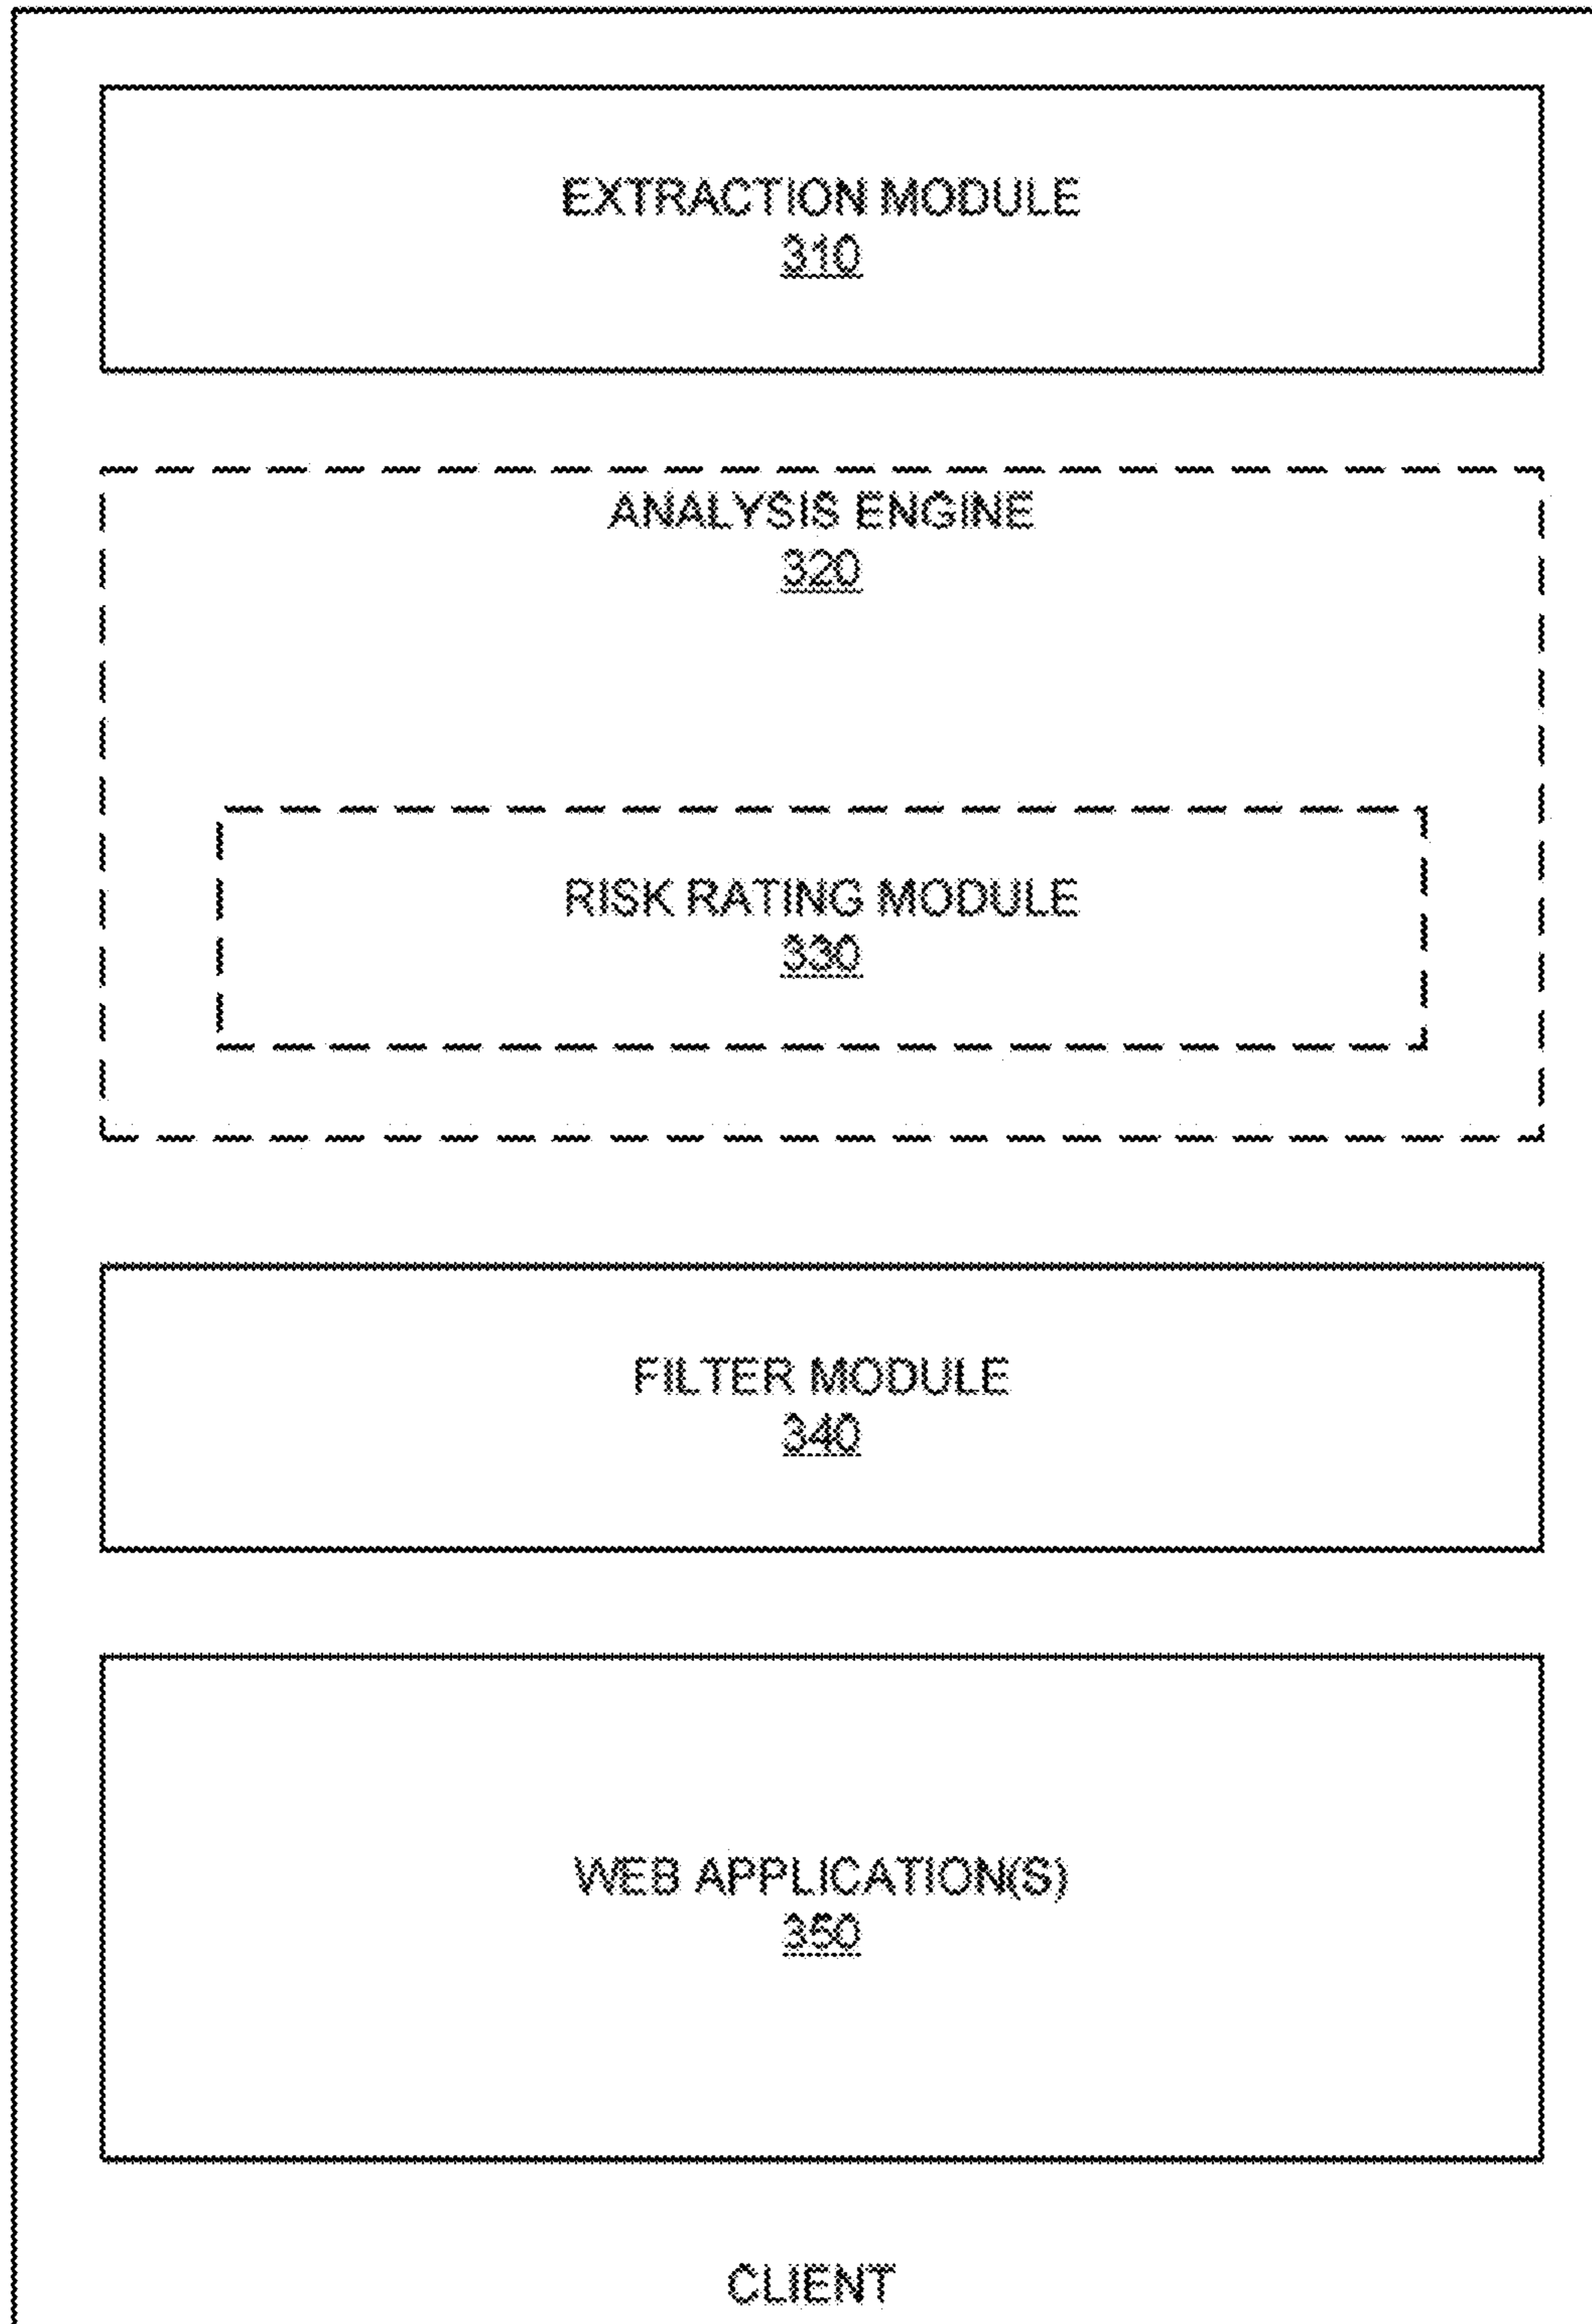 EXTRACTION MODULE
310
ANALYSIS ENGINE
320
RISK RATING MODULE
330
FILTER MODULE
340
WEB APPLICATION(S)
350
CLIENT